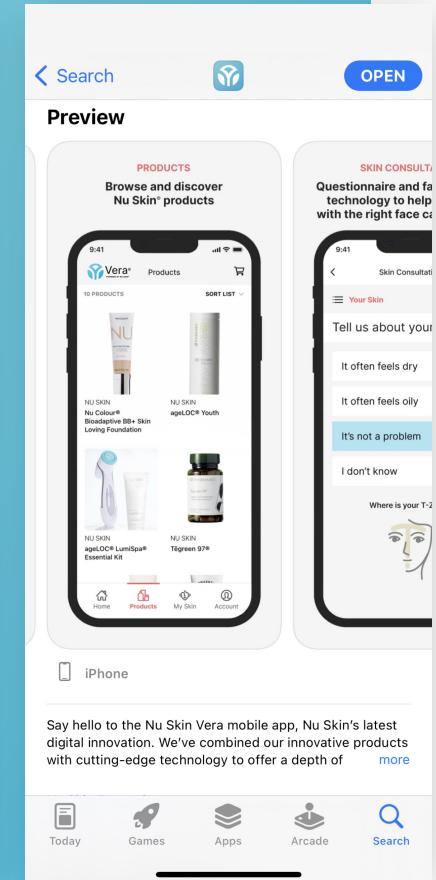 Search
OPEN
Preview
PRODUCTS
Browse and discover
Nu Skin® products
9:41
Vera®
Products
10 PRODUCTS
SORT LIST
NU
NU SKIN
Nu Colour®
Bioadaptive BB+ Skin
Loving Foundation
NU SKIN
ageLOC® Youth
NU SKIN
ageLOC® LumiSpa®
Essential Kit
NU SKIN
Tēgreen 97®
Home
Products
My Skin
Account
SKIN CONSULTA
Questionnaire and fa
technology to help
with the right face ca
9:41
Skin Consultati
Your Skin
Tell us about your
It often feels dry
It often feels oily
It's not a problem
I don't know
Where is your T-Z
iPhone
Say hello to the Nu Skin Vera mobile app, Nu Skin's latest
digital innovation. We've combined our innovative products
with cutting-edge technology to offer a depth of more
Today
Games
Apps
Arcade
Search